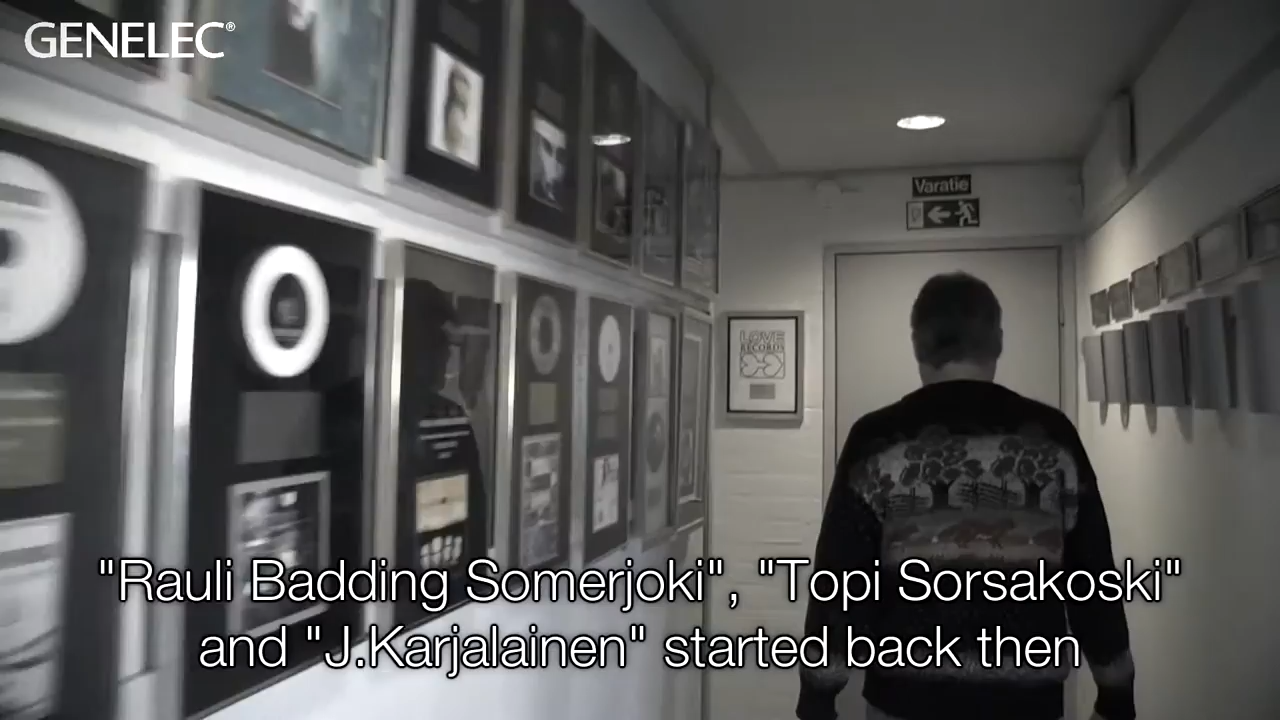 GENELEC®
Varatie
LOVE
RECORDS
"Rauli Badding Somerjoki", "Topi Sorsakoski"
and "J.Karjalainen" started back then